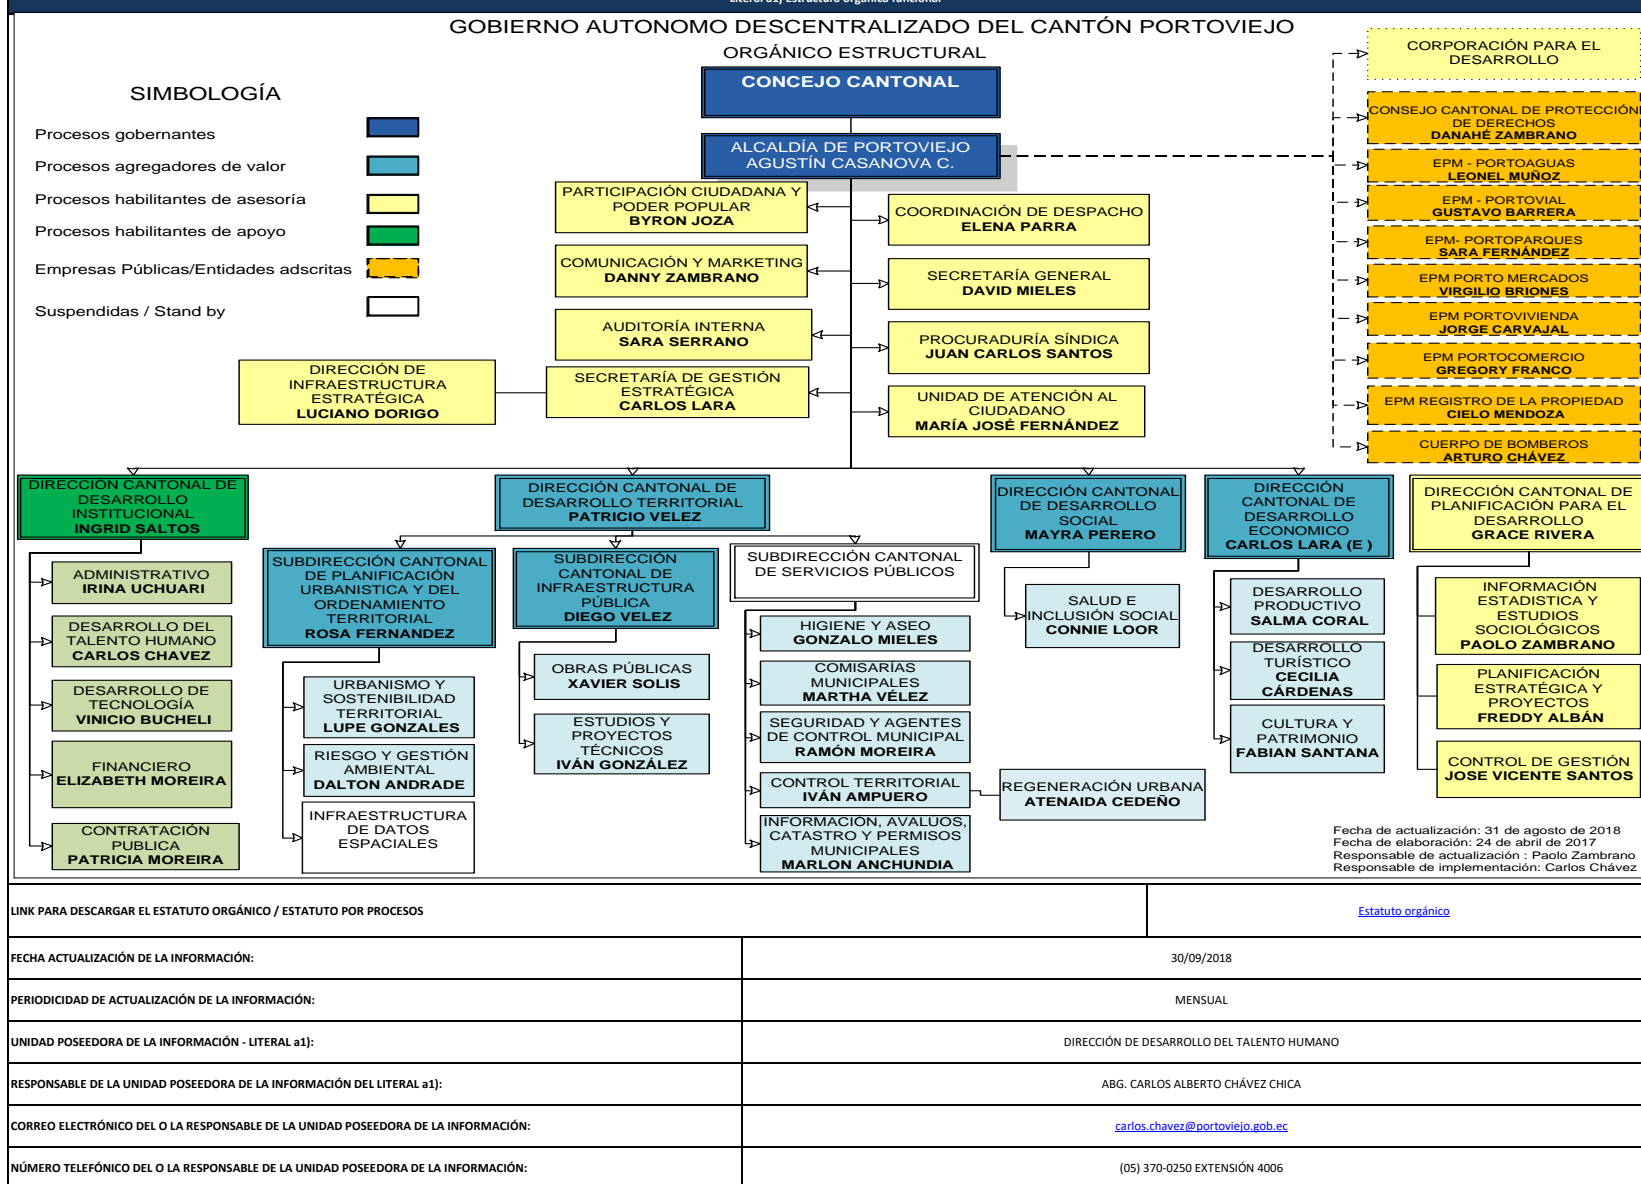 Literal a1) Estructura orgánica funcional
GOBIERNO AUTONOMO DESCENTRALIZADO DEL CANTÓN PORTOVIEJO
ORGÁNICO ESTRUCTURAL
CONCEJO CANTONAL
ALCALDÍA DE PORTOVIEJO
AGUSTÍN CASANOVA C.
SIMBOLOGÍA
Procesos gobernantes
Procesos agregadores de valor
Procesos habilitantes de asesoría
Procesos habilitantes de apoyo
Empresas Públicas/Entidades adscritas
Suspendidas / Stand by
CORPORACIÓN PARA EL
DESARROLLO
CONSEJO CANTONAL DE PROTECCIÓN
DE DERECHOS
DANAHÉ ZAMBRANO
EPM - PORTOAGUAS
LEONEL MUÑOZ
EPM - PORTOVIAL
GUSTAVO BARRERA
EPM- PORTOPARQUES
SARA FERNÁNDEZ
EPM PORTO MERCADOS
VIRGILIO BRIONES
EPM PORTOVIVIENDA
JORGE CARVAJAL
EPM PORTOCOMERCIO
GREGORY FRANCO
EPM REGISTRO DE LA PROPIEDAD
CIELO MENDOZA
CUERPO DE BOMBEROS
ARTURO CHÁVEZ
PARTICIPACIÓN CIUDADANA Y
PODER POPULAR
BYRON JOZA
COORDINACIÓN DE DESPACHO
ELENA PARRA
COMUNICACIÓN Y MARKETING
DANNY ZAMBRANO
SECRETARÍA GENERAL
DAVID MIELES
AUDITORÍA INTERNA
SARA SERRANO
PROCURADURÍA SÍNDICA
JUAN CARLOS SANTOS
DIRECCIÓN DE
INFRAESTRUCTURA
ESTRATÉGICA
LUCIANO DORIGO
SECRETARÍA DE GESTIÓN
ESTRATÉGICA
CARLOS LARA
UNIDAD DE ATENCIÓN AL
CIUDADANO
MARÍA JOSÉ FERNÁNDEZ
DIRECCIÓN CANTONAL DE
DESARROLLO
INSTITUCIONAL
INGRID SALTOS
ADMINISTRATIVO
IRINA UCHUARI
DESARROLLO DEL
TALENTO HUMANO
CARLOS CHAVEZ
DESARROLLO DE
TECNOLOGÍA
VINICIO BUCHELI
FINANCIERO
ELIZABETH MOREIRA
CONTRATACIÓN
PUBLICA
PATRICIA MOREIRA
DIRECCIÓN CANTONAL DE
DESARROLLO TERRITORIAL
PATRICIO VELEZ
SUBDIRECCIÓN CANTONAL
DE PLANIFICACIÓN
URBANISTICA Y DEL
ORDENAMIENTO
TERRITORIAL
ROSA FERNANDEZ
URBANISMO Y
SOSTENIBILIDAD
TERRITORIAL
LUPE GONZALES
RIESGO Y GESTIÓN
AMBIENTAL
DALTON ANDRADE
INFRAESTRUCTURA
DE DATOS
ESPACIALES
SUBDIRECCIÓN
CANTONAL DE
INFRAESTRUCTURA
PÚBLICA
DIEGO VELEZ
OBRAS PÚBLICAS
XAVIER SOLIS
ESTUDIOS Y
PROYECTOS
TÉCNICOS
IVÁN GONZÁLEZ
SUBDIRECCIÓN CANTONAL
DE SERVICIOS PÚBLICOS
HIGIENE Y ASEO
GONZALO MIELES
COMISARÍAS
MUNICIPALES
MARTHA VÉLEZ
SEGURIDAD Y AGENTES
DE CONTROL MUNICIPAL
RAMÓN MOREIRA
CONTROL TERRITORIAL
IVÁN AMPUERO
REGENERACIÓN URBANA
ATENAIDA CEDEÑO
INFORMACIÓN, AVALUOS,
CATASTRO Y PERMISOS
MUNICIPALES
MARLON ANCHUNDIA
DIRECCIÓN CANTONAL
DE DESARROLLO
SOCIAL
MAYRA PERERO
SALUD E
INCLUSIÓN SOCIAL
CONNIE LOOR
DIRECCIÓN
CANTONAL DE
DESARROLLO
ECONOMICO
CARLOS LARA (E )
DESARROLLO
PRODUCTIVO
SALMA CORAL
DESARROLLO
TURÍSTICO
CECILIA
CÁRDENAS
CULTURA Y
PATRIMONIO
FABIAN SANTANA
DIRECCIÓN CANTONAL DE
PLANIFICACIÓN PARA EL
DESARROLLO
GRACE RIVERA
INFORMACIÓN
ESTADISTICA Y
ESTUDIOS
SOCIOLÓGICOS
PAOLO ZAMBRANO
PLANIFICACIÓN
ESTRATÉGICA Y
PROYECTOS
FREDDY ALBÁN
CONTROL DE GESTIÓN
JOSE VICENTE SANTOS
Fecha de actualización: 31 de agosto de 2018
Fecha de elaboración: 24 de abril de 2017
Responsable de actualización : Paolo Zambrano
Responsable de implementación: Carlos Chávez
LINK PARA DESCARGAR EL ESTATUTO ORGÁNICO / ESTATUTO POR PROCESOS
Estatuto orgánico
FECHA ACTUALIZACIÓN DE LA INFORMACIÓN:
30/09/2018
PERIODICIDAD DE ACTUALIZACIÓN DE LA INFORMACIÓN:
MENSUAL
UNIDAD POSEEDORA DE LA INFORMACIÓN - LITERAL a1):
DIRECCIÓN DE DESARROLLO DEL TALENTO HUMANO
RESPONSABLE DE LA UNIDAD POSEEDORA DE LA INFORMACIÓN DEL LITERAL a1):
ABG. CARLOS ALBERTO CHÁVEZ CHICA
CORREO ELECTRÓNICO DEL O LA RESPONSABLE DE LA UNIDAD POSEEDORA DE LA INFORMACIÓN:
carlos.chavez@portoviejo.gob.ec
NÚMERO TELEFÓNICO DEL O LA RESPONSABLE DE LA UNIDAD POSEEDORA DE LA INFORMACIÓN:
(05) 370-0250 EXTENSIÓN 4006